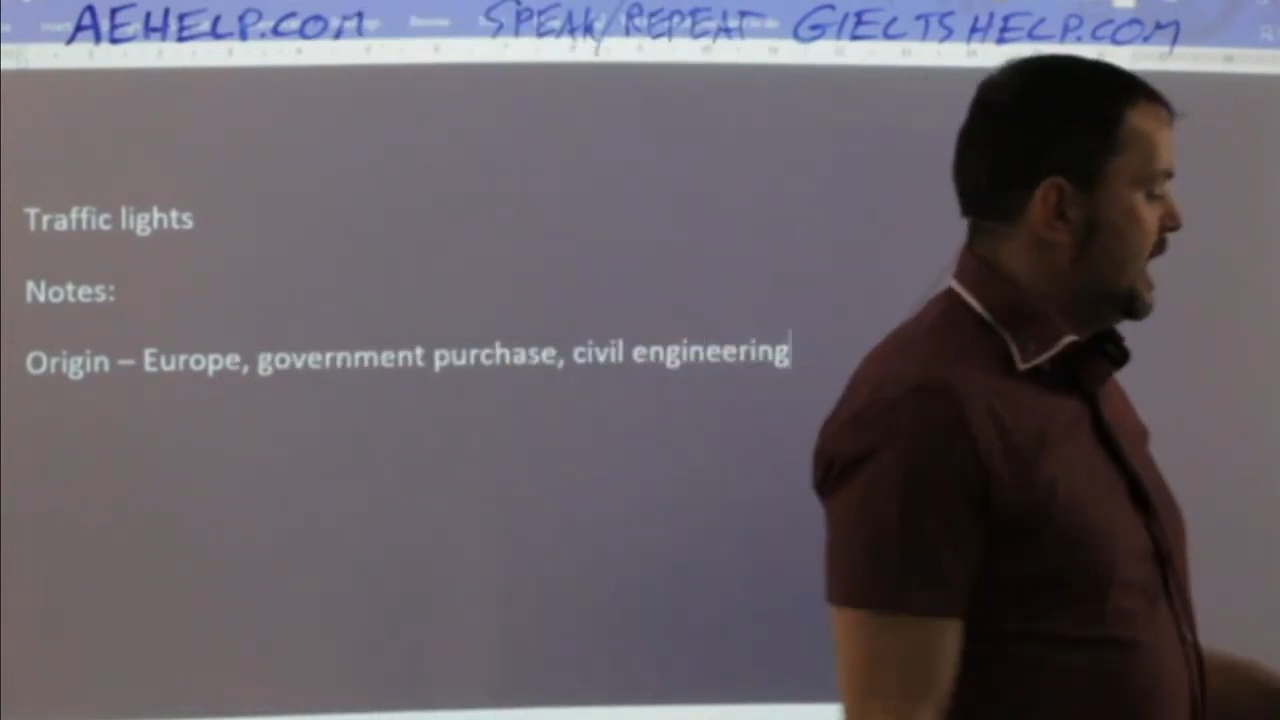 AEHELP.COM SPEAK/REPEAT GIELTSHELP.COM
Traffic lights
Notes:
Origin – Europe, government purchase, civil engineering